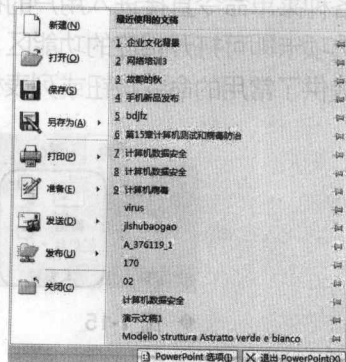 新建(N)
打开(O)
保存(S)
另存为(A)
打印(P)
准备(E)
发送(D)
发布(U)
关闭(C)
最近使用的文稿
1 企业文化背景
2 网络培训3
3 故都的秋
4 手机新品发布
5 bdjfz
6 第15章计算机测试和病毒防治
7 计算机数据安全
8 计算机数据安全
9 计算机病毒
virus
jishubaogao
A_376119_1
170
02
计算机数据安全
演示文稿1
Modello struttura Astratto verde e bianco
PowerPoint 选项(I)
退出 PowerPoint(X)